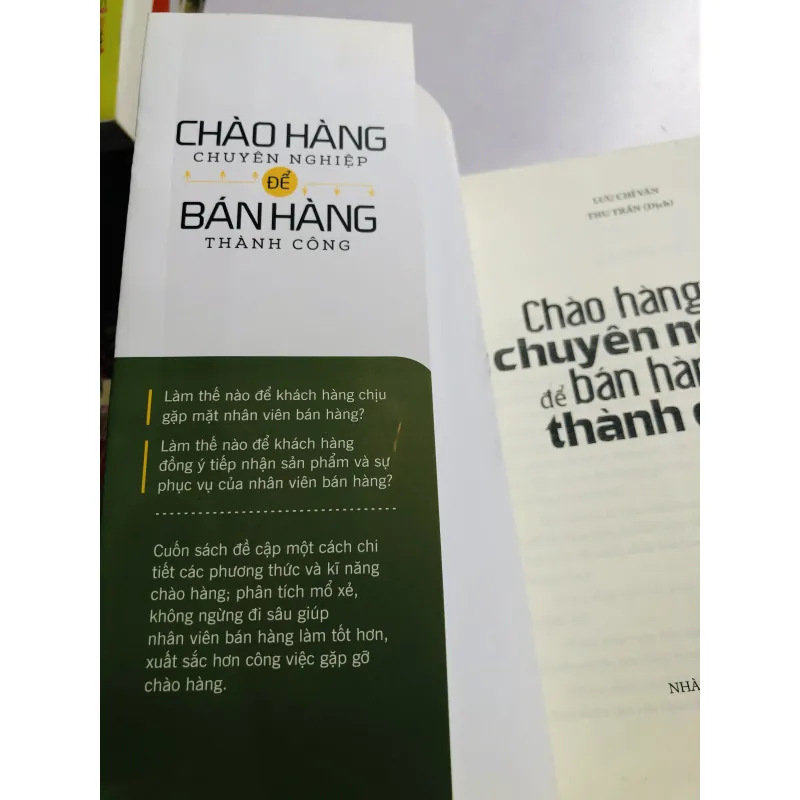 CHÀO HÀNG
CHUYÊN NGHIỆP
ĐỂ
BÁN HÀNG
THÀNH CÔNG
Làm thế nào để khách hàng chịu
gặp mặt nhân viên bán hàng?
Làm thế nào để khách hàng
đồng ý tiếp nhận sản phẩm và sự
phục vụ của nhân viên bán hàng?
Cuốn sách đề cập một cách chi
tiết các phương thức và kĩ năng
chào hàng; phân tích mổ xẻ,
không ngừng đi sâu giúp
nhân viên bán hàng làm tốt hơn,
xuất sắc hơn công việc gặp gỡ
chào hàng.
LƯU CHÍ VÂN
THU TRẦN (Dịch)
Chào hàng
chuyên
để bán
thành
NHÀ